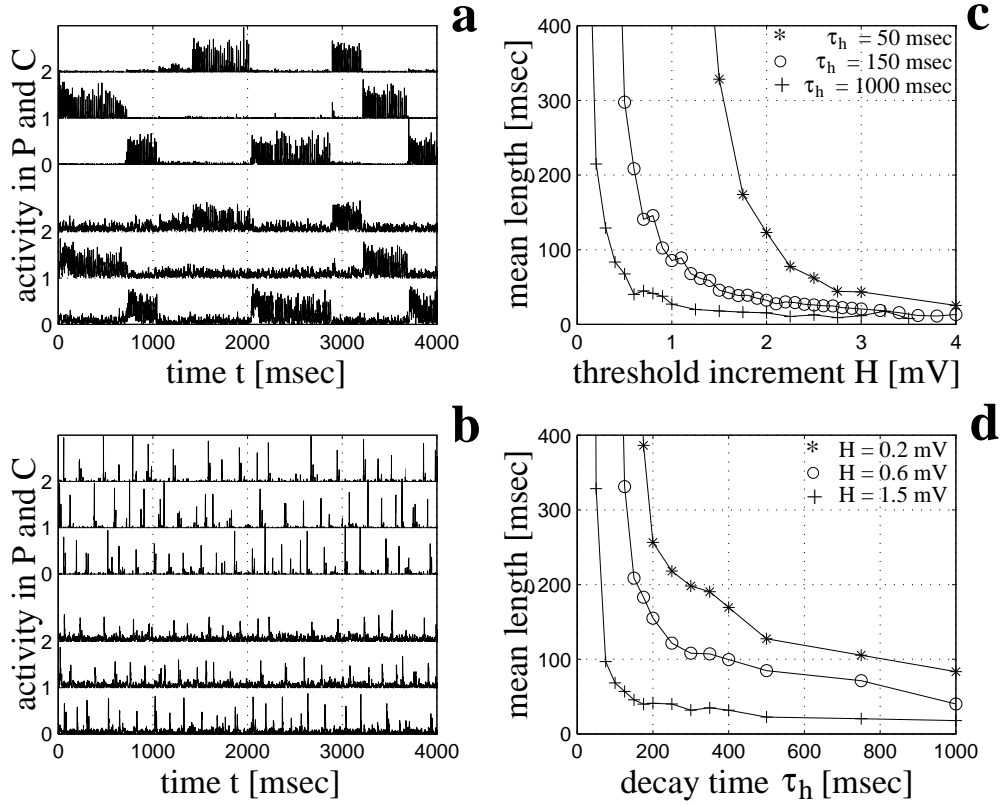 a
activity in P and C
2
1
0
2
1
0
0 1000 2000 3000 4000
time t [msec]
c
mean length [msec]
400
300
200
100
0
* τh = 50 msec
○ τh = 150 msec
+ τh = 1000 msec
0 1 2 3 4
threshold increment H [mV]
b
activity in P and C
2
1
0
2
1
0
0 1000 2000 3000 4000
time t [msec]
d
mean length [msec]
400
300
200
100
0
* H = 0.2 mV
○ H = 0.6 mV
+ H = 1.5 mV
200 400 600 800 1000
decay time τh [msec]